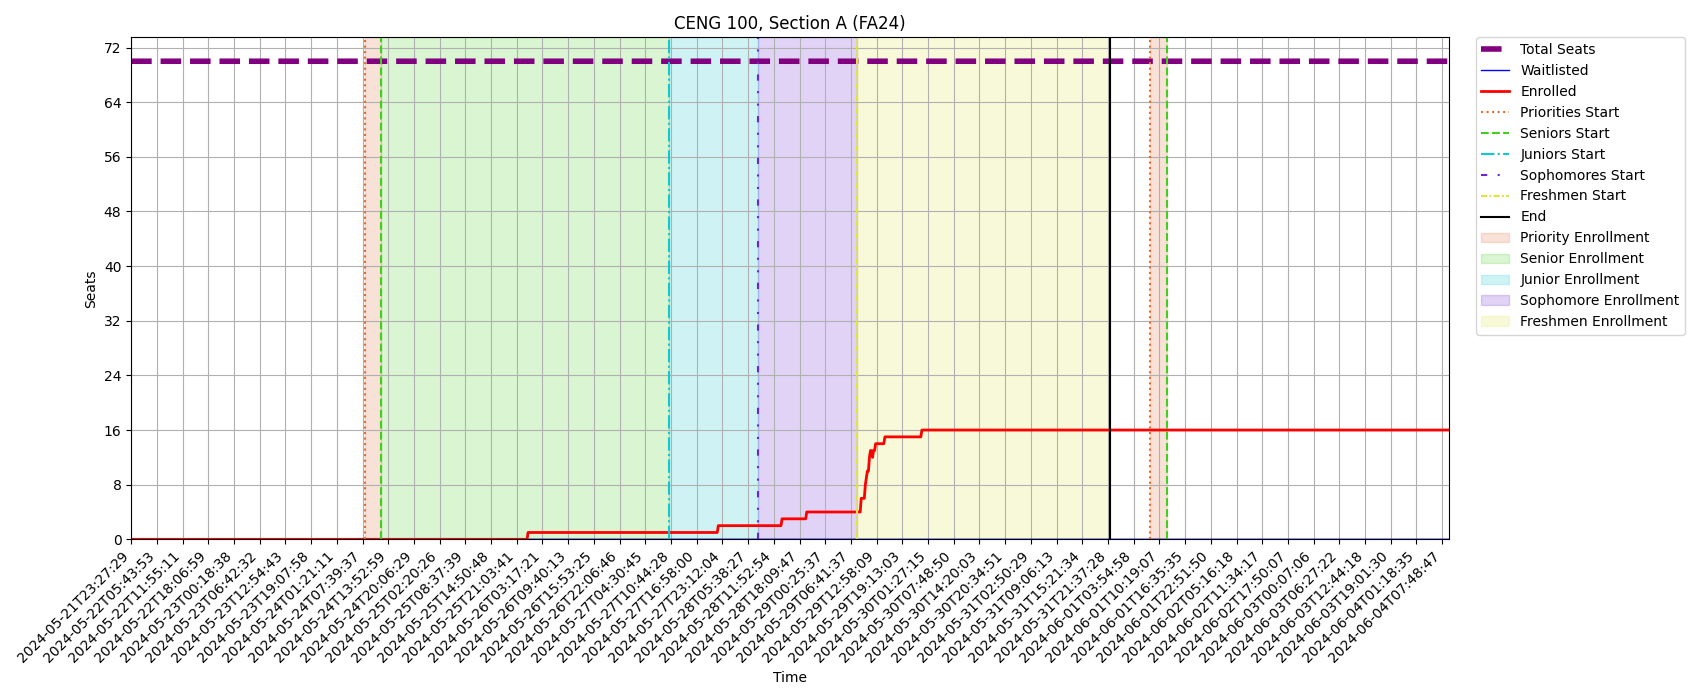 CENG 100, Section A (FA24)
72
64
56
48
40
32
24
16
8
0
Seats
2024-05-21T23:27:29
2024-05-22T05:43:53
2024-05-22T11:55:11
2024-05-22T18:06:59
2024-05-23T00:18:38
2024-05-23T06:42:32
2024-05-23T12:54:43
2024-05-23T19:07:58
2024-05-24T01:21:11
2024-05-24T07:39:37
2024-05-24T13:52:59
2024-05-24T20:06:29
2024-05-25T02:20:26
2024-05-25T08:37:39
2024-05-25T14:50:48
2024-05-25T21:03:41
2024-05-26T03:17:21
2024-05-26T09:40:13
2024-05-26T15:53:25
2024-05-26T22:06:46
2024-05-27T04:30:45
2024-05-27T10:44:28
2024-05-27T16:58:00
2024-05-27T23:12:04
2024-05-28T05:38:27
2024-05-28T11:52:54
2024-05-28T18:09:47
2024-05-29T00:25:37
2024-05-29T06:41:37
2024-05-29T12:58:09
2024-05-29T19:13:03
2024-05-30T01:27:15
2024-05-30T07:48:50
2024-05-30T14:20:03
2024-05-30T20:34:51
2024-05-31T02:50:29
2024-05-31T09:06:13
2024-05-31T15:21:34
2024-05-31T21:37:28
2024-06-01T03:54:58
2024-06-01T10:19:07
2024-06-01T16:35:35
2024-06-01T22:51:50
2024-06-02T05:16:18
2024-06-02T11:34:17
2024-06-02T17:50:07
2024-06-03T00:07:06
2024-06-03T06:27:22
2024-06-03T12:44:18
2024-06-03T19:01:30
2024-06-04T01:18:35
2024-06-04T07:48:47
Time
Total Seats
Waitlisted
Enrolled
Priorities Start
Seniors Start
Juniors Start
Sophomores Start
Freshmen Start
End
Priority Enrollment
Senior Enrollment
Junior Enrollment
Sophomore Enrollment
Freshmen Enrollment